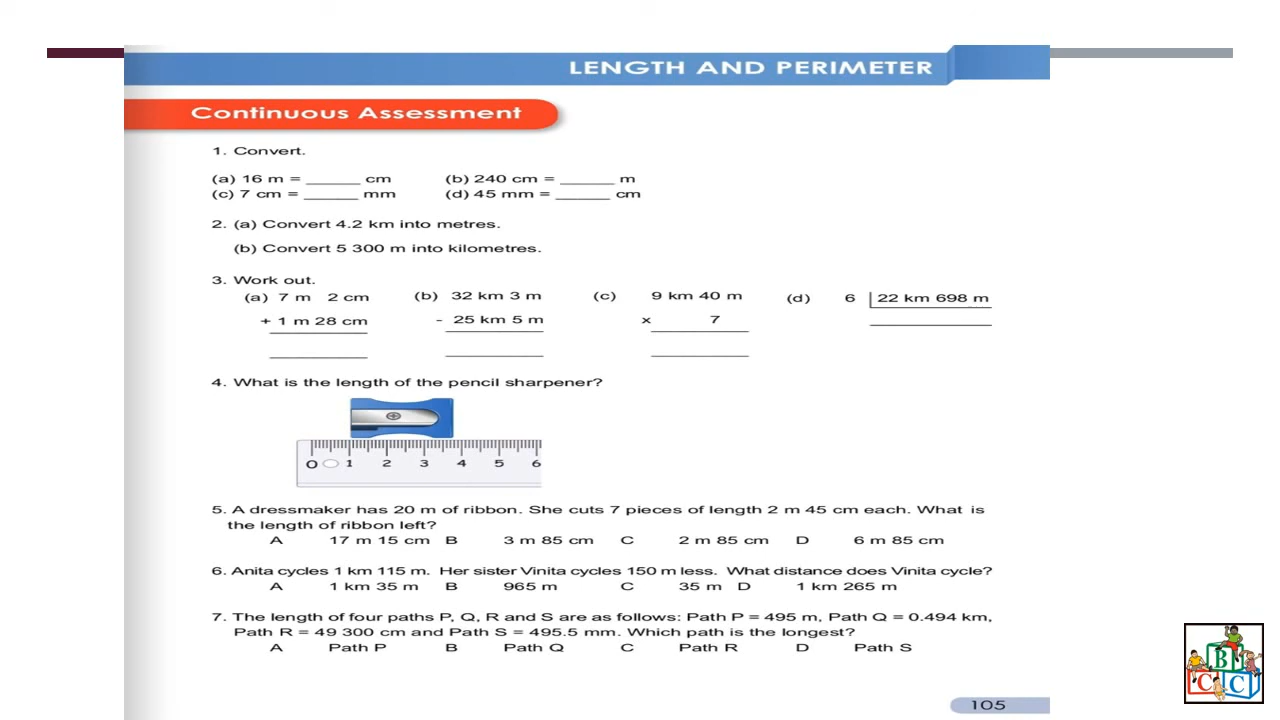 LENGTH AND PERIMETER
Continuous Assessment
1. Convert.
(a) 16 m = ______ cm (b) 240 cm = ______ m
(c) 7 cm = ______ mm (d) 45 mm = ______ cm
2. (a) Convert 4.2 km into metres.
(b) Convert 5 300 m into kilometres.
3. Work out.
(a) 7 m 2 cm (b) 32 km 3 m (c) 9 km 40 m (d) 6 22 km 698 m
+ 1 m 28 cm - 25 km 5 m x 7
4. What is the length of the pencil sharpener?
0 1 2 3 4 5 6
5. A dressmaker has 20 m of ribbon. She cuts 7 pieces of length 2 m 45 cm each. What is
the length of ribbon left?
A 17 m 15 cm B 3 m 85 cm C 2 m 85 cm D 6 m 85 cm
6. Anita cycles 1 km 115 m. Her sister Vinita cycles 150 m less. What distance does Vinita cycle?
A 1 km 35 m B 965 m C 35 m D 1 km 265 m
7. The length of four paths P, Q, R and S are as follows: Path P = 495 m, Path Q = 0.494 km,
Path R = 49 300 cm and Path S = 495.5 mm. Which path is the longest?
A Path P B Path Q C Path R D Path S
105
B
C C